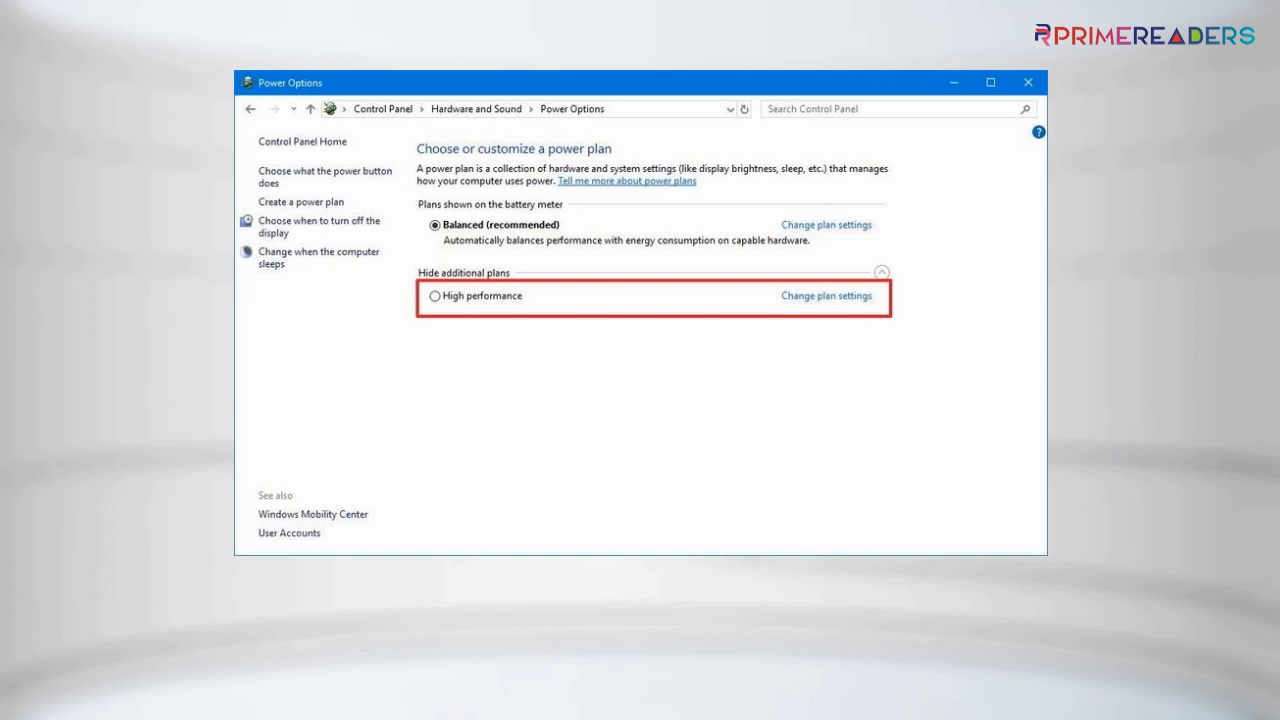 PRIMEREADERS
Power Options
Control Panel > Hardware and Sound > Power Options
Search Control Panel
Control Panel Home
Choose what the power button
does
Create a power plan
Choose when to turn off the
display
Change when the computer
sleeps
Choose or customize a power plan
A power plan is a collection of hardware and system settings (like display brightness, sleep, etc.) that manages
how your computer uses power. Tell me more about power plans
Plans shown on the battery meter
Balanced (recommended) Change plan settings
Automatically balances performance with energy consumption on capable hardware.
Hide additional plans
High performance Change plan settings
See also
Windows Mobility Center
User Accounts